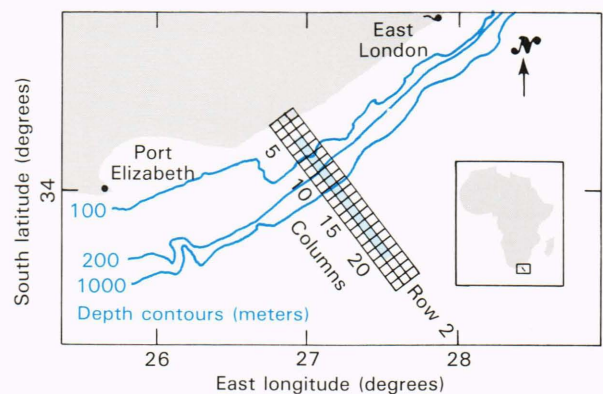 East
London
N
Port
Elizabeth
South latitude (degrees)
34
100
200
1000
5
10
15
20
Columns
Row 2
Depth contours (meters)
26
27
28
East longitude (degrees)